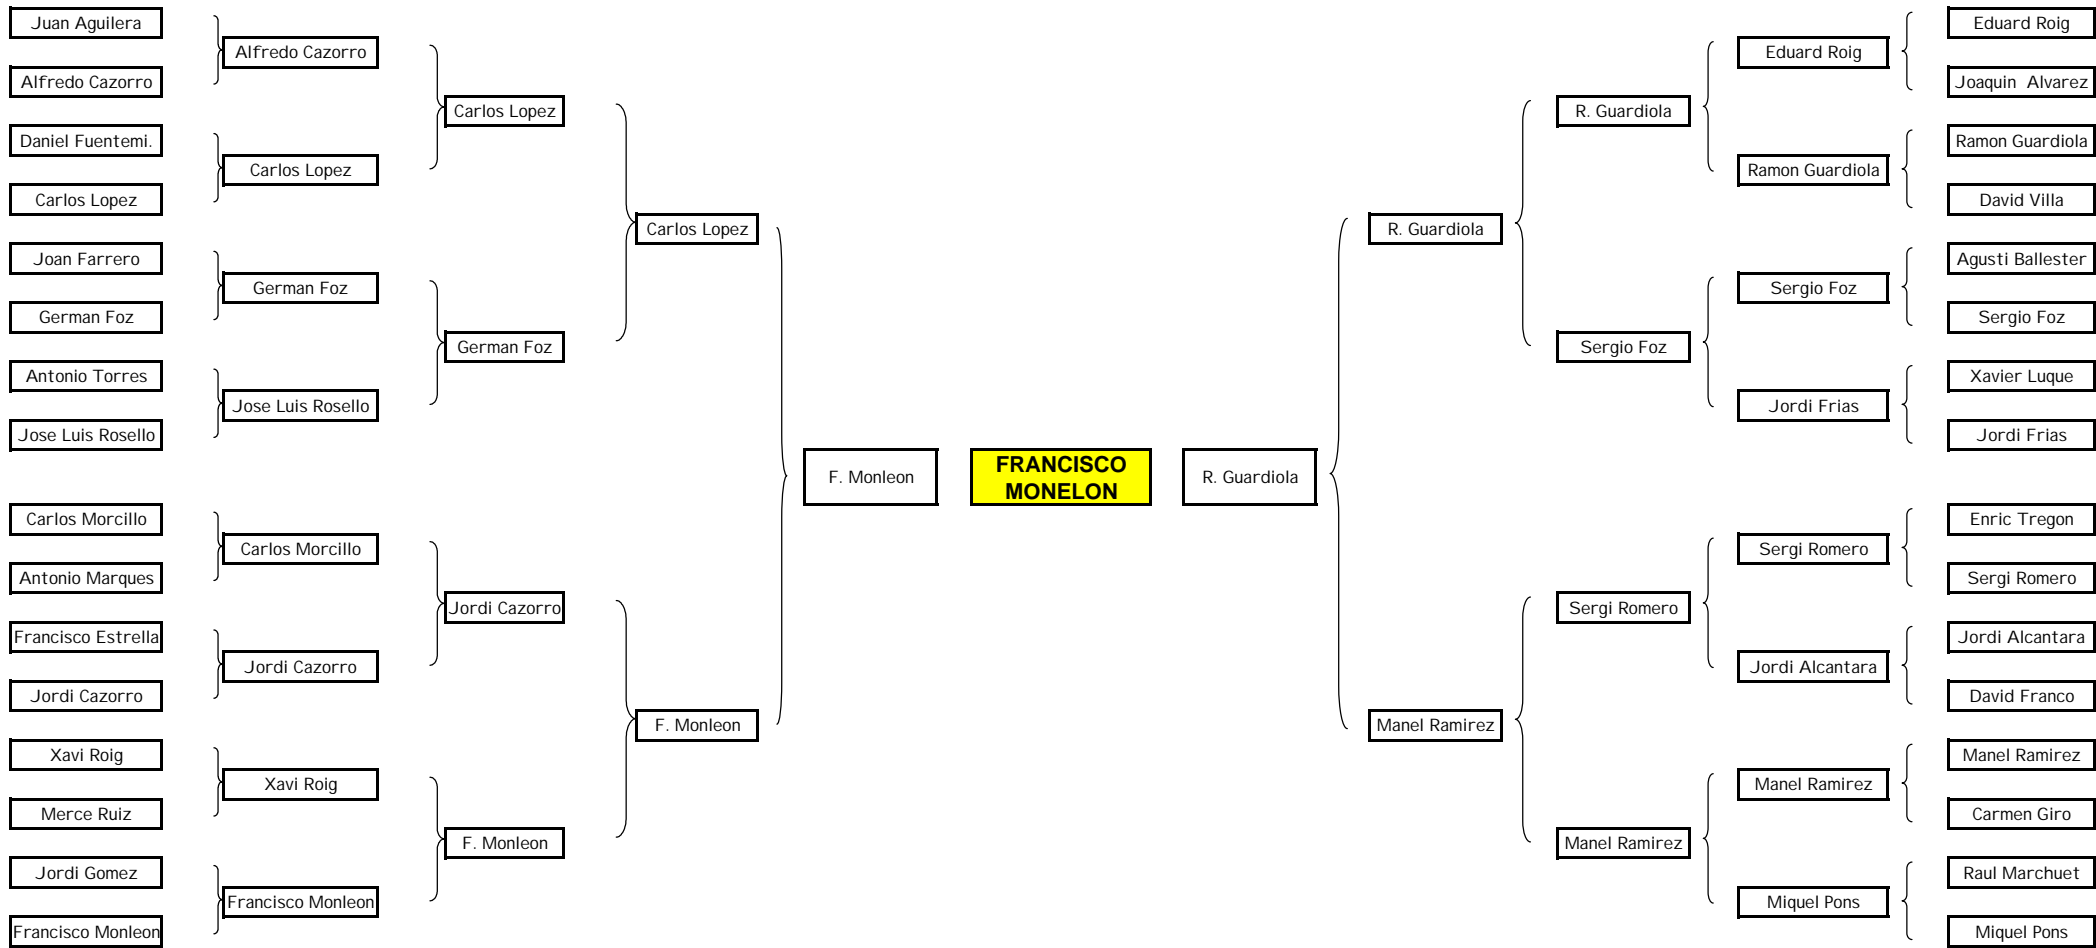 Juan Aguilera
Alfredo Cazorro
Daniel Fuentemi.
Carlos Lopez
Joan Farrero
German Foz
Antonio Torres
Jose Luis Rosello
Carlos Morcillo
Antonio Marques
Francisco Estrella
Jordi Cazorro
Xavi Roig
Merce Ruiz
Jordi Gomez
Francisco Monleon
Alfredo Cazorro
Carlos Lopez
German Foz
Jose Luis Rosello
Carlos Morcillo
Jordi Cazorro
Xavi Roig
Francisco Monleon
Carlos Lopez
German Foz
Jordi Cazorro
F. Monleon
Carlos Lopez
F. Monleon
F. Monleon
FRANCISCO
MONELON
R. Guardiola
R. Guardiola
Manel Ramirez
R. Guardiola
Sergio Foz
Sergi Romero
Manel Ramirez
Eduard Roig
Ramon Guardiola
Sergio Foz
Jordi Frias
Sergi Romero
Jordi Alcantara
Manel Ramirez
Miquel Pons
Eduard Roig
Joaquin Alvarez
Ramon Guardiola
David Villa
Agusti Ballester
Sergio Foz
Xavier Luque
Jordi Frias
Enric Tregon
Sergi Romero
Jordi Alcantara
David Franco
Manel Ramirez
Carmen Giro
Raul Marchuet
Miquel Pons